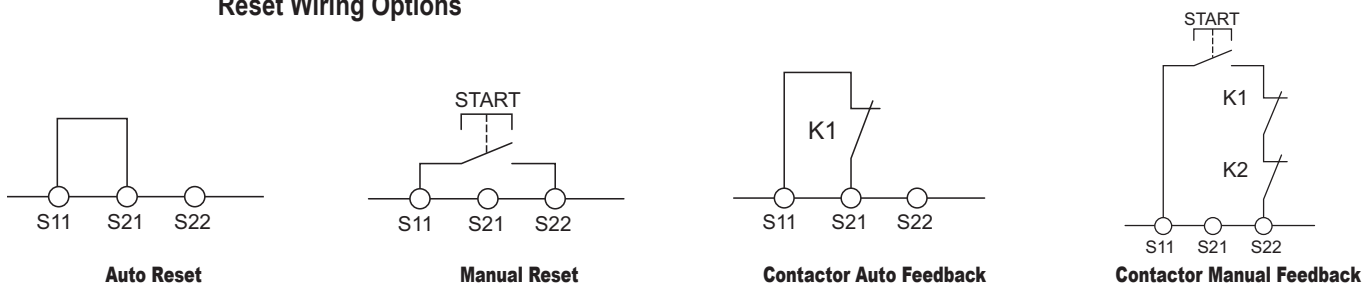 Reset Wiring Options
S11 S21 S22
Auto Reset
START
S11 S21 S22
Manual Reset
K1
S11 S21 S22
Contactor Auto Feedback
START
K1
K2
S11 S21 S22
Contactor Manual Feedback